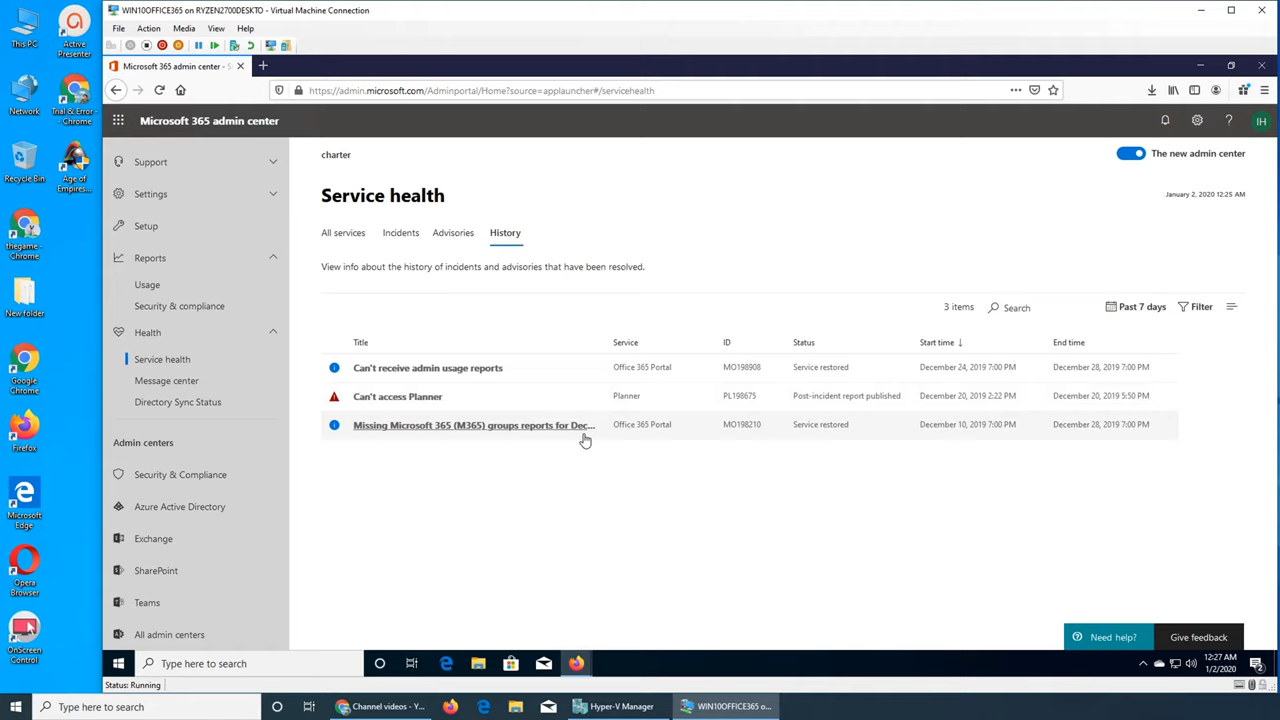 WIN10OFFICE365 on RYZEN2700DESKTO - Virtual Machine Connection
File Action Media View Help
Microsoft 365 admin center - S
https://admin.microsoft.com/Adminportal/Home?source=applauncher#/servicehealth
Microsoft 365 admin center
IH
This PC
Active Presenter
Network
Trial & Error - Chrome
Recycle Bin
Age of Empires...
thegame - Chrome
New folder
Google Chrome
Firefox
Microsoft Edge
Opera Browser
OnScreen Control
Support
Settings
Setup
Reports
Usage
Security & compliance
Health
Service health
Message center
Directory Sync Status
Admin centers
Security & Compliance
Azure Active Directory
Exchange
SharePoint
Teams
All admin centers
charter
The new admin center
Service health
January 2, 2020 12:25 AM
All services Incidents Advisories History
View info about the history of incidents and advisories that have been resolved.
3 items Search Past 7 days Filter
Title Service ID Status Start time ↓ End time
Can't receive admin usage reports Office 365 Portal MO198908 Service restored December 24, 2019 7:00 PM December 28, 2019 7:00 PM
Can't access Planner Planner PL198675 Post-incident report published December 20, 2019 2:22 PM December 20, 2019 5:50 PM
Missing Microsoft 365 (M365) groups reports for Dec... Office 365 Portal MO198210 Service restored December 10, 2019 7:00 PM December 28, 2019 7:00 PM
Need help? Give feedback
Type here to search
12:27 AM
1/2/2020
2
Status: Running
Type here to search
Channel videos - Y...
Hyper-V Manager
WIN10OFFICE365 o...